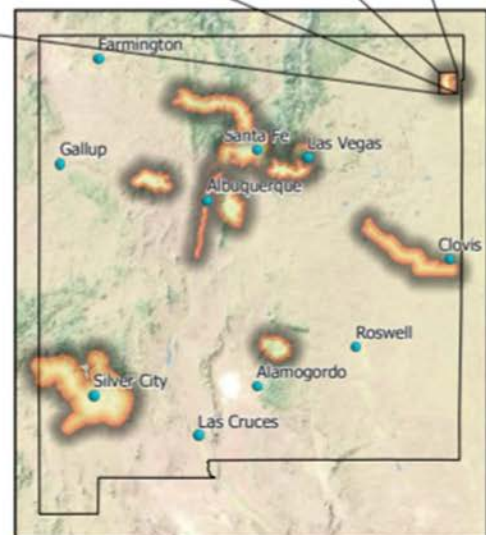 Farmington
Santa Fe
Las Vegas
Gallup
Albuquerque
Clovis
Roswell
Alamogordo
Silver City
Las Cruces